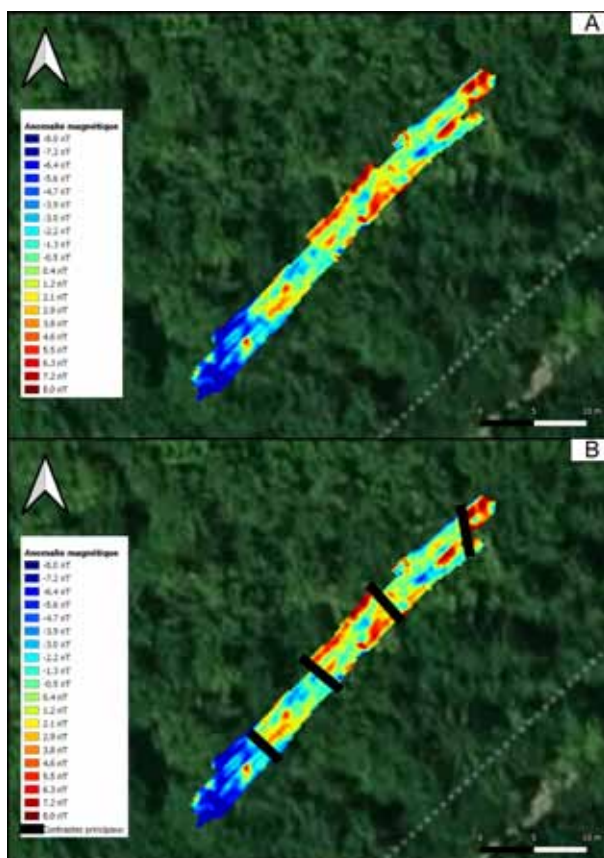 A
Anomalie magnétique
-8.0 nT
-7.2 nT
-6.4 nT
-5.6 nT
-4.7 nT
-3.9 nT
-3.0 nT
-2.2 nT
-1.3 nT
-0.5 nT
0.4 nT
1.2 nT
2.1 nT
2.9 nT
3.8 nT
4.6 nT
5.5 nT
6.3 nT
7.2 nT
8.0 nT
5 10 m
B
Anomalie magnétique
-8.0 nT
-7.2 nT
-6.4 nT
-5.6 nT
-4.7 nT
-3.9 nT
-3.0 nT
-2.2 nT
-1.3 nT
-0.5 nT
0.4 nT
1.2 nT
2.1 nT
2.9 nT
3.8 nT
4.6 nT
5.5 nT
6.3 nT
7.2 nT
8.0 nT
Contrastes principaux
5 10 m